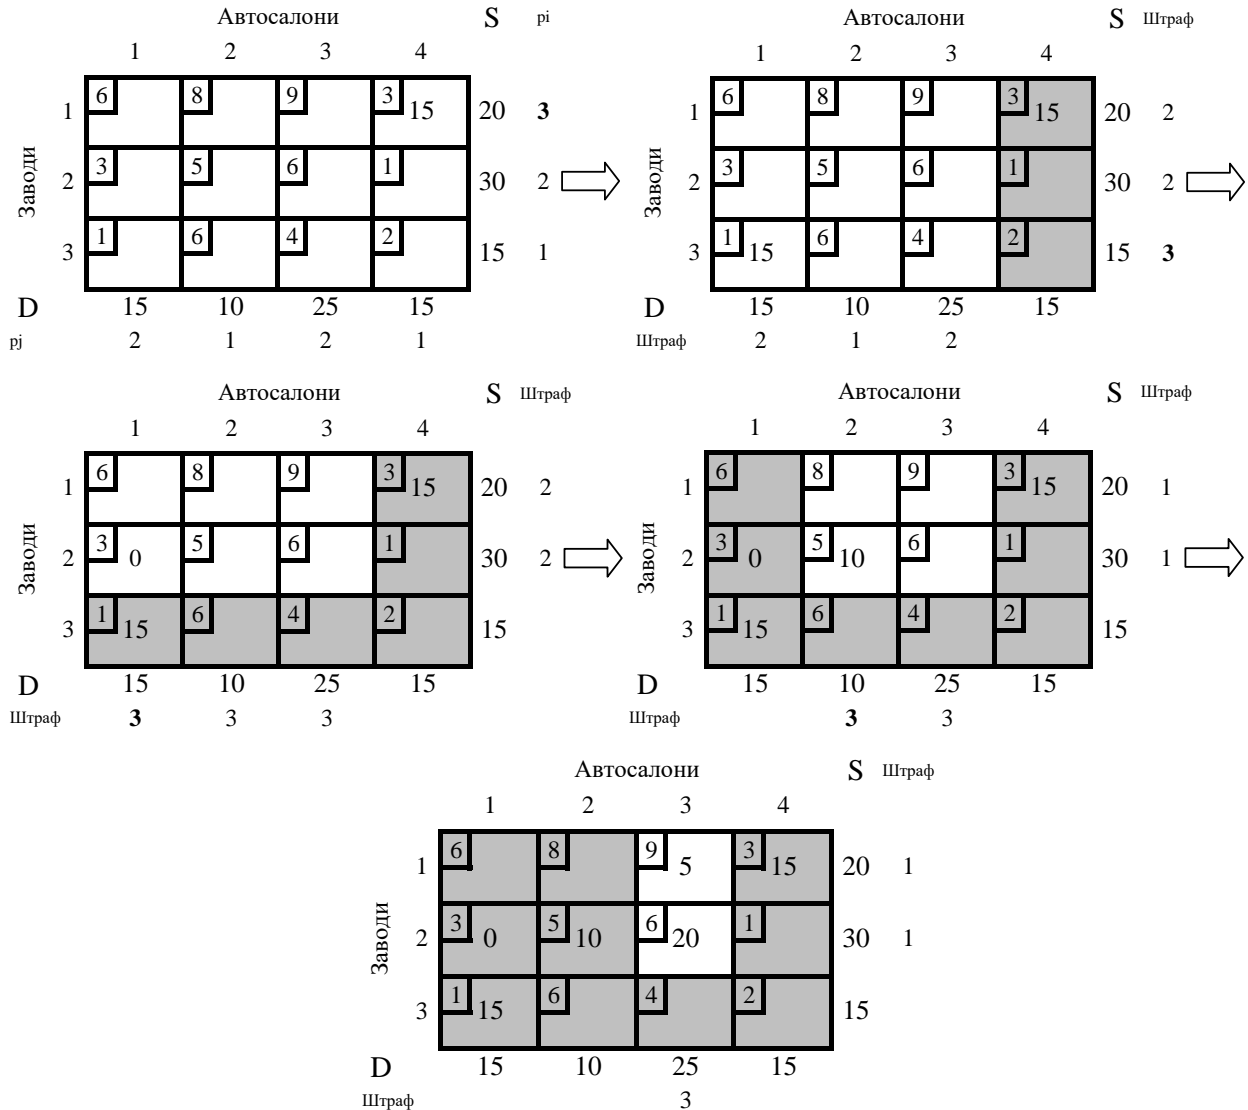 Автосалони S pi
1 2 3 4
Заводи
1 6 8 9 3 15 20 3
2 3 5 6 1 30 2
3 1 6 4 2 15 1
D 15 10 25 15
pj 2 1 2 1
Автосалони S Штраф
1 2 3 4
Заводи
1 6 8 9 3 15 20 2
2 3 5 6 1 30 2
3 1 15 6 4 2 15 3
D 15 10 25 15
Штраф 2 1 2
Автосалони S Штраф
1 2 3 4
Заводи
1 6 8 9 3 15 20 2
2 3 0 5 6 1 30 2
3 1 15 6 4 2 15
D 15 10 25 15
Штраф 3 3 3
Автосалони S Штраф
1 2 3 4
Заводи
1 6 8 9 3 15 20 1
2 3 0 5 10 6 1 30 1
3 1 15 6 4 2 15
D 15 10 25 15
Штраф 3 3
Автосалони S Штраф
1 2 3 4
Заводи
1 6 8 9 5 3 15 20 1
2 3 0 5 10 6 20 1 30 1
3 1 15 6 4 2 15
D 15 10 25 15
Штраф 3